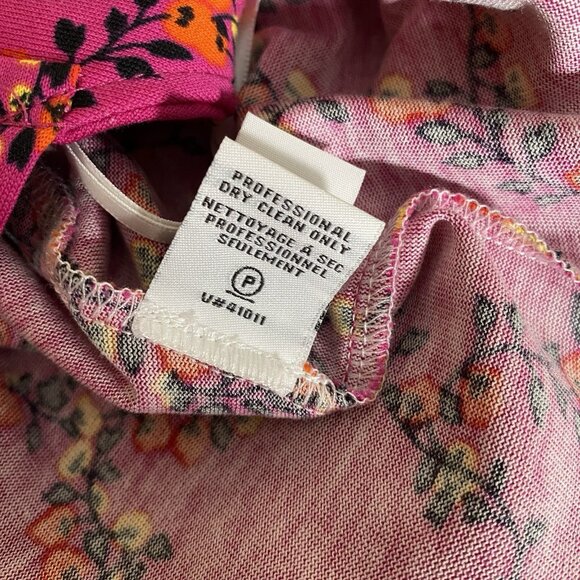 PROFESSIONAL
DRY CLEAN ONLY
NETTOYAGE A SEC
PROFESSIONNEL
SEULEMENT
P
U#41011